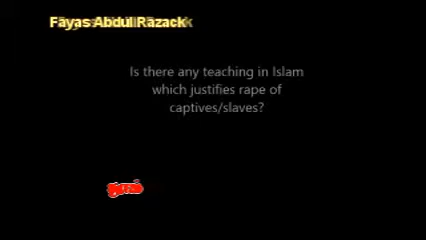 Fayas Abdul Razack
Is there any teaching in Islam
which justifies rape of
captives/slaves?